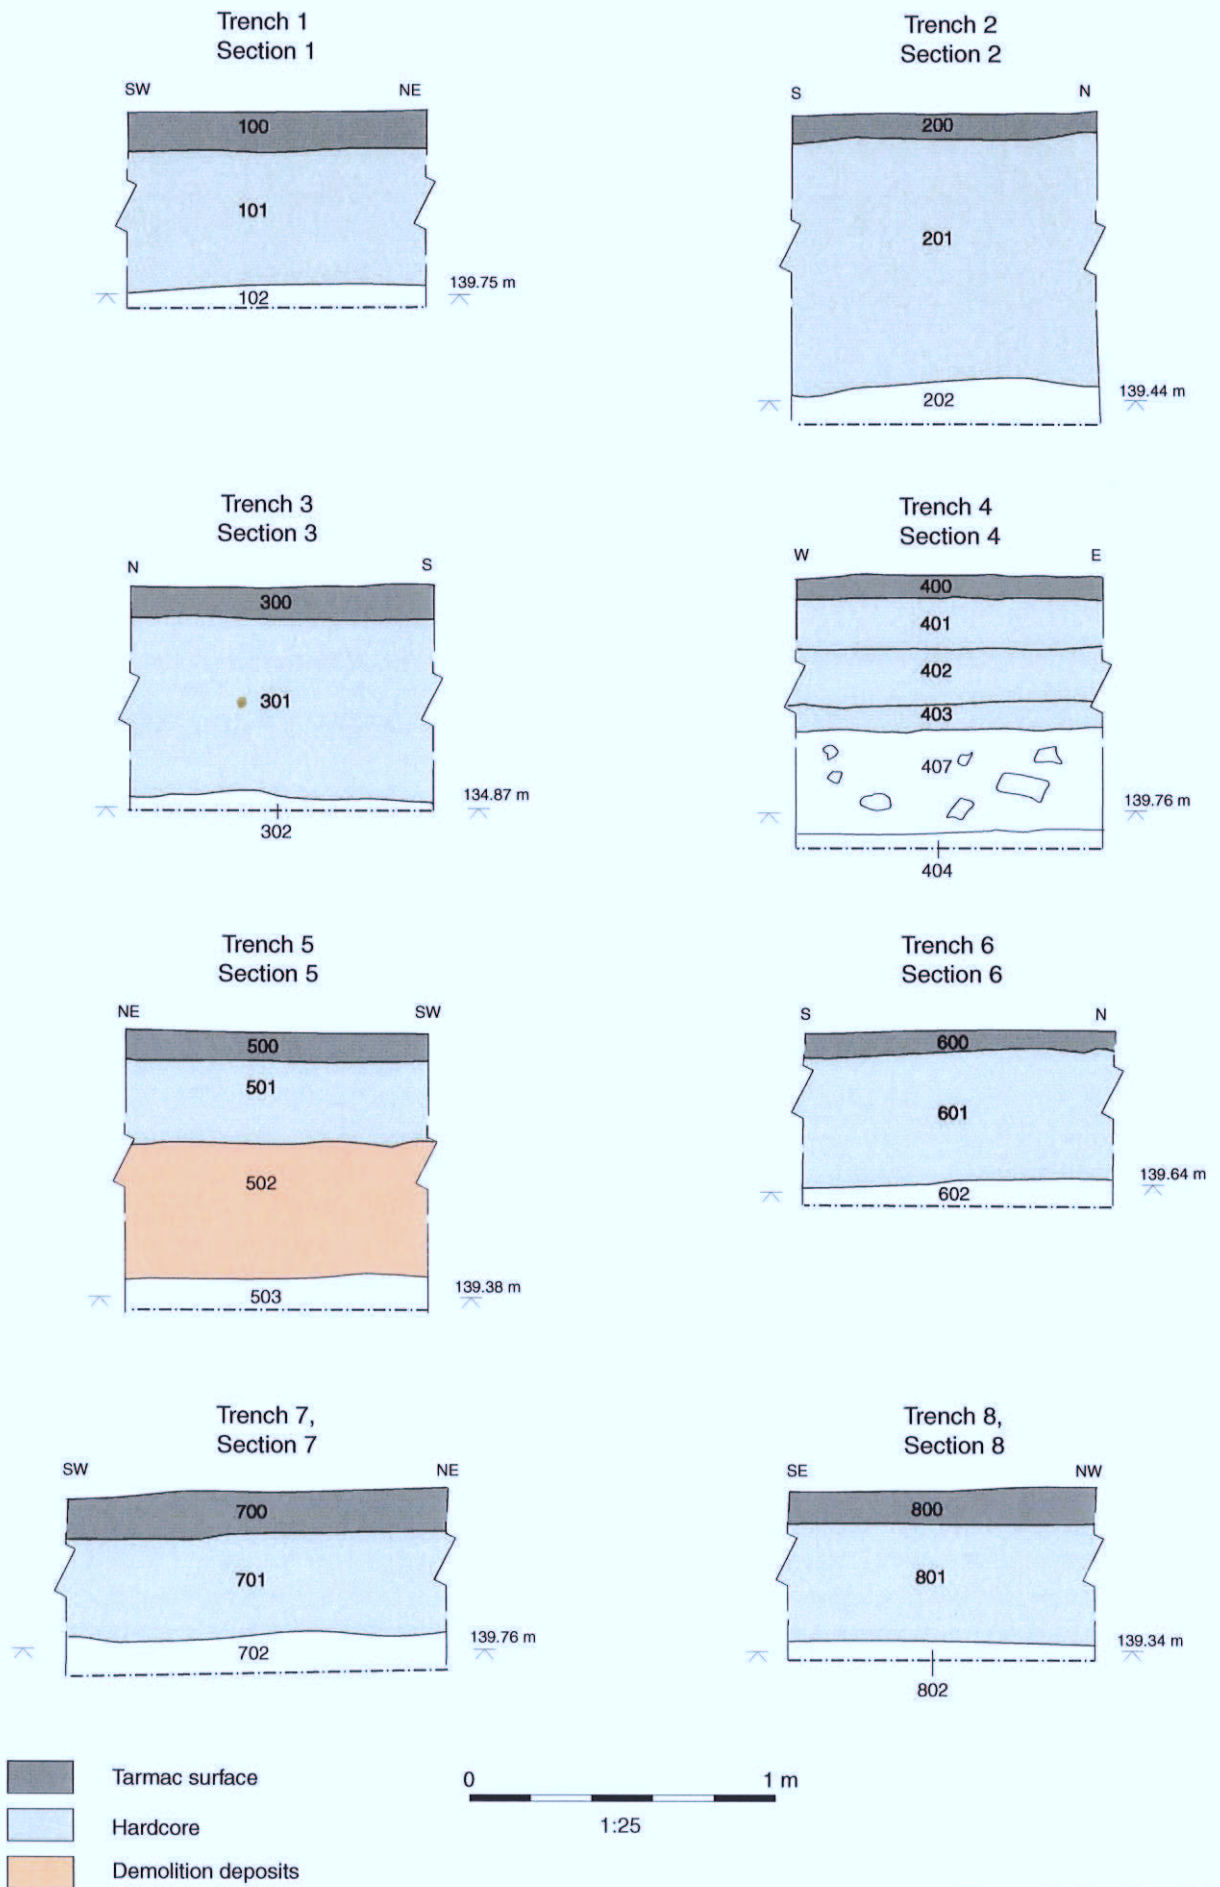 Trench 1
Section 1
SW NE
100
101
102
139.75 m
Trench 2
Section 2
S N
200
201
202
139.44 m
Trench 3
Section 3
N S
300
301
302
134.87 m
Trench 4
Section 4
W E
400
401
402
403
407
404
139.76 m
Trench 5
Section 5
NE SW
500
501
502
503
139.38 m
Trench 6
Section 6
S N
600
601
602
139.64 m
Trench 7,
Section 7
SW NE
700
701
702
139.76 m
Trench 8,
Section 8
SE NW
800
801
802
139.34 m
Tarmac surface
Hardcore
Demolition deposits
0 1 m
1:25